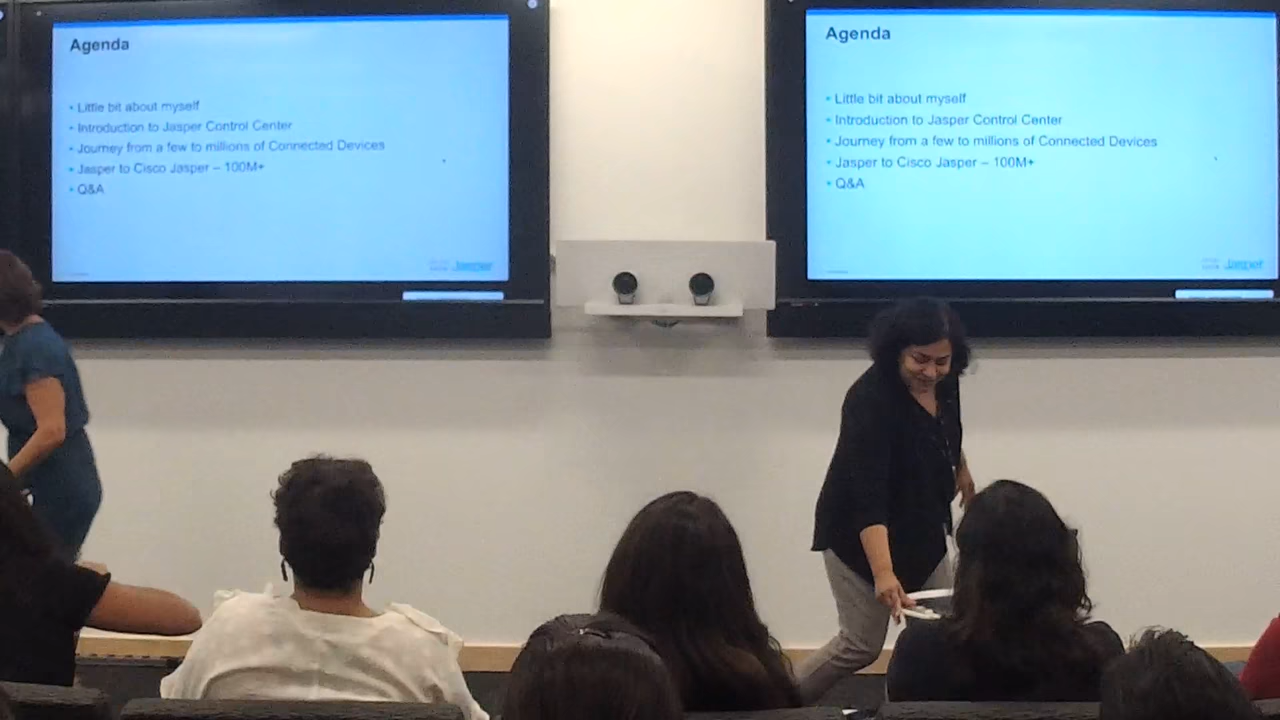 Agenda
• Little bit about myself
• Introduction to Jasper Control Center
• Journey from a few to millions of Connected Devices
• Jasper to Cisco Jasper – 100M+
• Q&A
Jasper
Agenda
• Little bit about myself
• Introduction to Jasper Control Center
• Journey from a few to millions of Connected Devices
• Jasper to Cisco Jasper – 100M+
• Q&A
Jasper